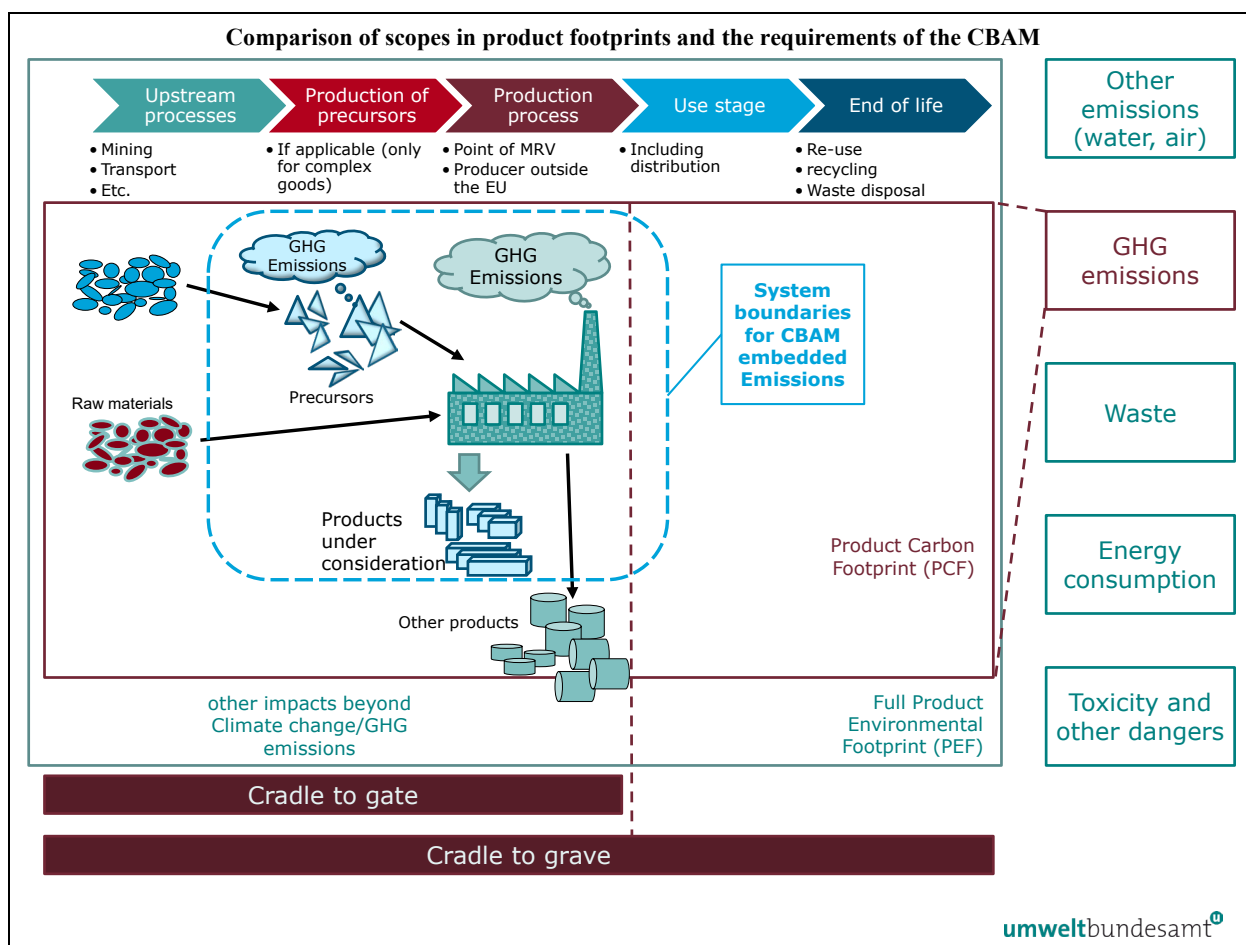 Comparison of scopes in product footprints and the requirements of the CBAM
Upstream
processes
Production of
precursors
Production
process
Use stage
End of life
• Mining
• Transport
• Etc.
• If applicable (only
for complex
goods)
• Point of MRV
• Producer outside
the EU
• Including
distribution
• Re-use
• recycling
• Waste disposal
GHG
Emissions
GHG
Emissions
Precursors
Raw materials
Products
under
consideration
Other products
System
boundaries
for CBAM
embedded
Emissions
Product Carbon
Footprint (PCF)
other impacts beyond
Climate change/GHG
emissions
Full Product
Environmental
Footprint (PEF)
Other
emissions
(water, air)
GHG
emissions
Waste
Energy
consumption
Toxicity and
other dangers
Cradle to gate
Cradle to grave
umweltbundesamt
u